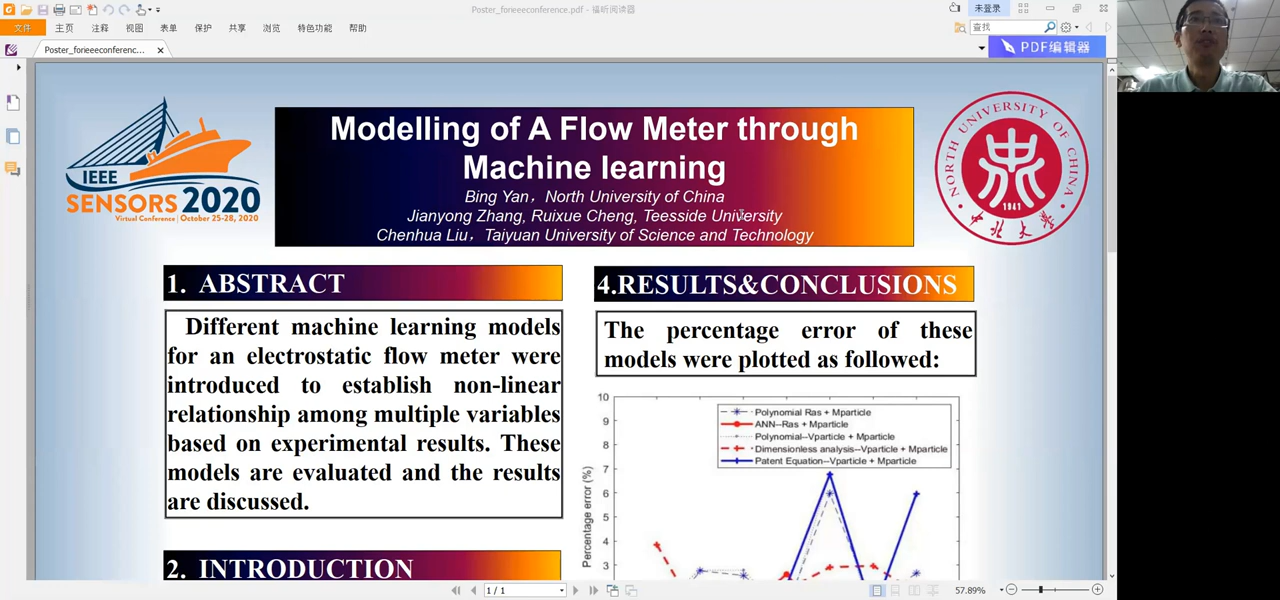 Poster_foreeeconference.pdf - 福昕阅读器
未登录
文件 主页 注释 视图 表单 保护 共享 浏览 特色功能 帮助
查找
Poster_foreeeconferenc...
PDF编辑器
IEEE
SENSORS 2020
Virtual Conference | October 25-28, 2020
Modelling of A Flow Meter through
Machine learning
Bing Yan，North University of China
Jianyong Zhang, Ruixue Cheng, Teesside University
Chenhua Liu，Taiyuan University of Science and Technology
NORTH UNIVERSITY OF CHINA
1941
中北大学
1. ABSTRACT
Different machine learning models
for an electrostatic flow meter were
introduced to establish non-linear
relationship among multiple variables
based on experimental results. These
models are evaluated and the results
are discussed.
2. INTRODUCTION
4.RESULTS&CONCLUSIONS
The percentage error of these
models were plotted as followed:
10
9
8
7
6
5
4
3
Percentage error (%)
Polynomial Ras + Mparticle
ANN--Ras + Mparticle
Polynomial--Vparticle + Mparticle
Dimensionless analysis--Vparticle + Mparticle
Patent Equation--Vparticle + Mparticle
1 / 1
57.89%